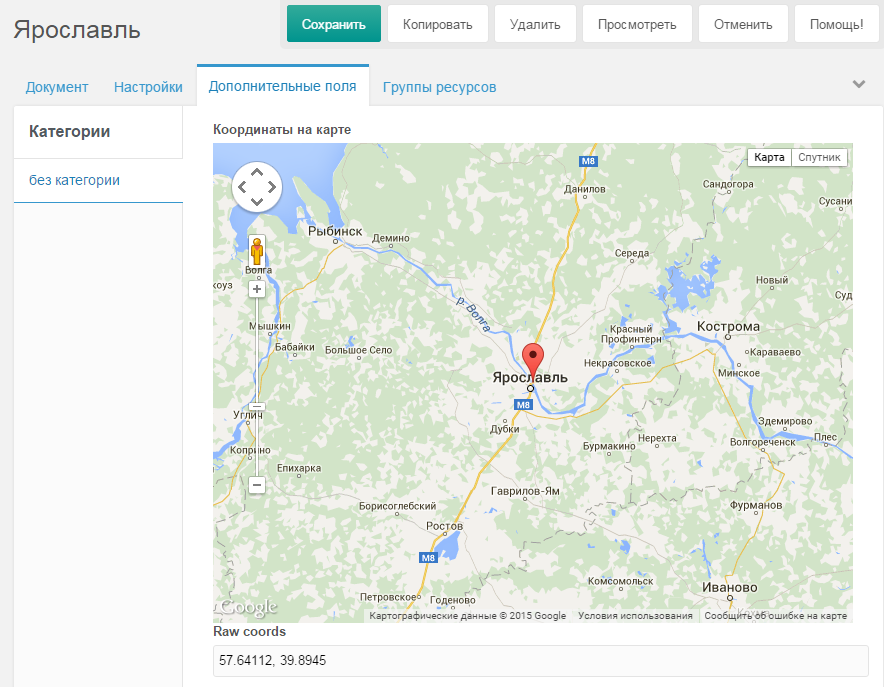 Ярославль
Сохранить Копировать Удалить Просмотреть Отменить Помощь!
Документ Настройки Дополнительные поля Группы ресурсов
Категории
без категории
Координаты на карте
Карта Спутник
M8
Данилов
Сандогора
Сусани
Рыбинск
Демино
Середа
Волга
коуз
Новый
Суд
р. Волга
Мышкин
Бабайки
Большое Село
Красный
Профинтерн
Кострома
Караваево
Некрасовское
Минское
Ярославль
M8
Углич
Дубки
Здемирово
Нерехта
Волгореченск
Плес
Коприно
Бурмакино
Епихарка
Гаврилов-Ям
Борисоглебский
Фурманов
Ростов
M8
Комсомольск
Иваново
Петровское
Годеново
Кохма
Google
Картографические данные © 2015 Google Условия использования Сообщить об ошибке на карте
Raw coords
57.64112, 39.8945